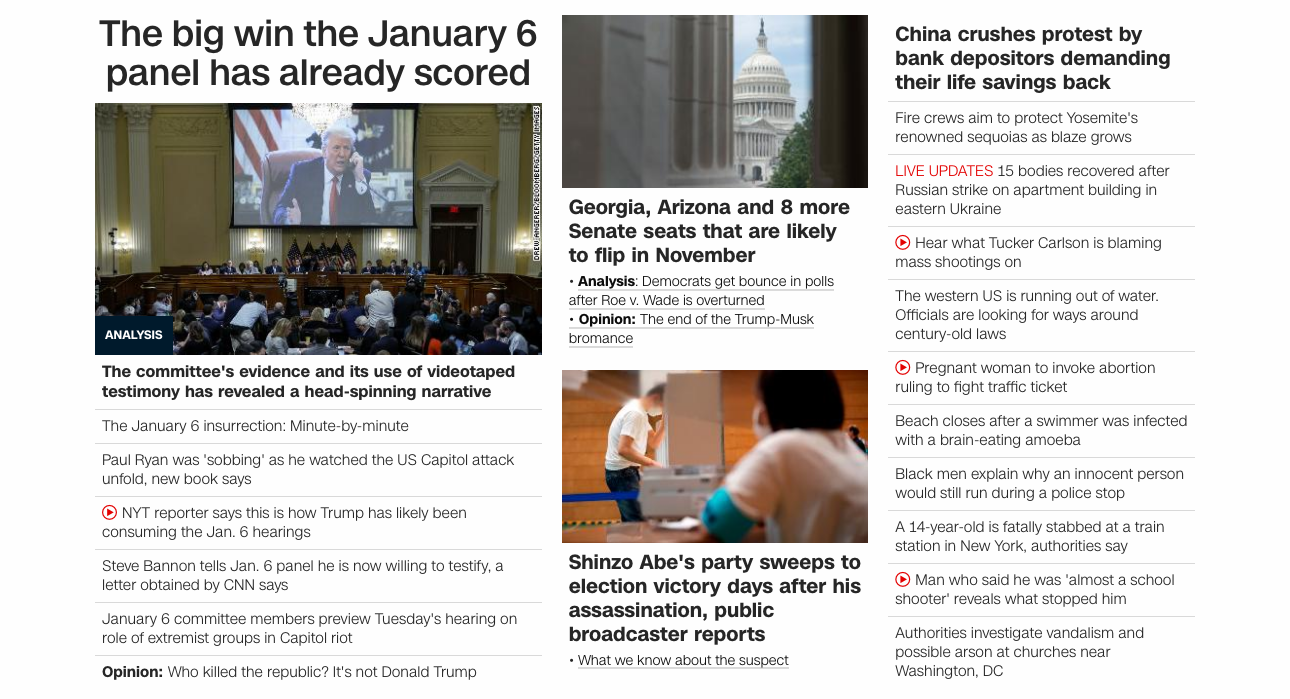 The big win the January 6
panel has already scored
DREW ANGERER/BLOOMBERG/GETTY IMAGES
ANALYSIS
The committee's evidence and its use of videotaped
testimony has revealed a head-spinning narrative
The January 6 insurrection: Minute-by-minute
Paul Ryan was 'sobbing' as he watched the US Capitol attack
unfold, new book says
NYT reporter says this is how Trump has likely been
consuming the Jan. 6 hearings
Steve Bannon tells Jan. 6 panel he is now willing to testify, a
letter obtained by CNN says
January 6 committee members preview Tuesday's hearing on
role of extremist groups in Capitol riot
Opinion: Who killed the republic? It's not Donald Trump
Georgia, Arizona and 8 more
Senate seats that are likely
to flip in November
• Analysis: Democrats get bounce in polls
after Roe v. Wade is overturned
• Opinion: The end of the Trump-Musk
bromance
Shinzo Abe's party sweeps to
election victory days after his
assassination, public
broadcaster reports
• What we know about the suspect
China crushes protest by
bank depositors demanding
their life savings back
Fire crews aim to protect Yosemite's
renowned sequoias as blaze grows
LIVE UPDATES 15 bodies recovered after
Russian strike on apartment building in
eastern Ukraine
Hear what Tucker Carlson is blaming
mass shootings on
The western US is running out of water.
Officials are looking for ways around
century-old laws
Pregnant woman to invoke abortion
ruling to fight traffic ticket
Beach closes after a swimmer was infected
with a brain-eating amoeba
Black men explain why an innocent person
would still run during a police stop
A 14-year-old is fatally stabbed at a train
station in New York, authorities say
Man who said he was 'almost a school
shooter' reveals what stopped him
Authorities investigate vandalism and
possible arson at churches near
Washington, DC